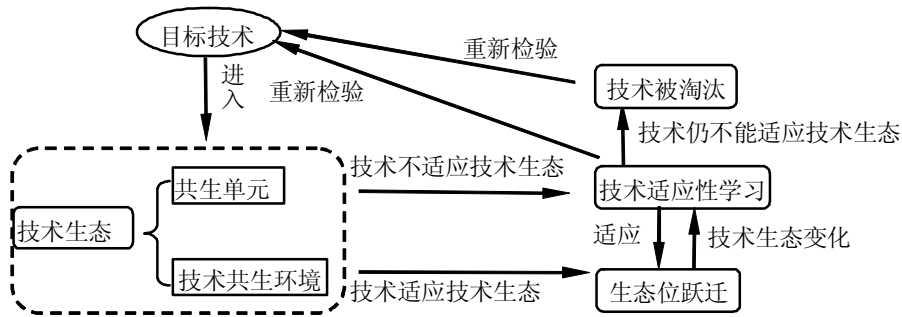 目标技术
进入
重新检验
重新检验
技术被淘汰
技术仍不能适应技术生态
共生单元
技术不适应技术生态
技术适应性学习
技术生态
适应
技术生态变化
技术共生环境
技术适应技术生态
生态位跃迁